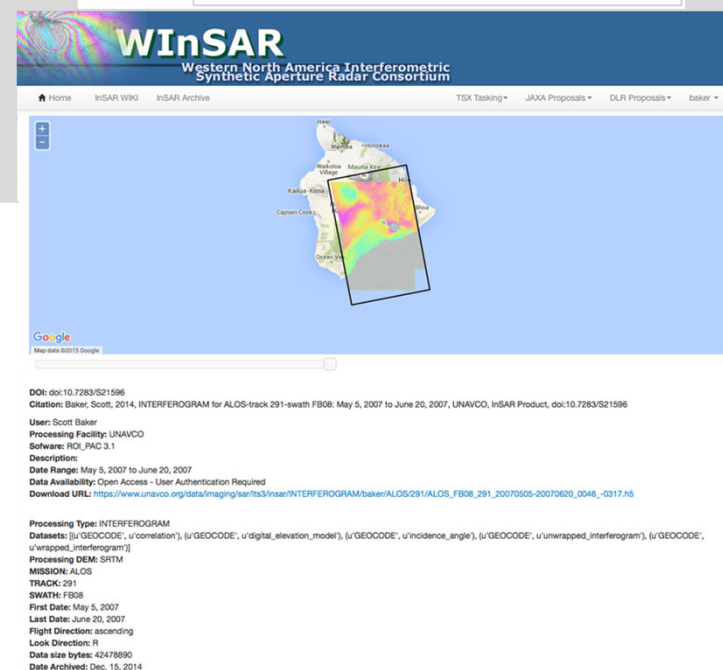 WInSAR
Western North America Interferometric
Synthetic Aperture Radar Consortium
Home InSAR WIKI InSAR Archive TSX Tasking JAXA Proposals DLR Proposals baker
+
-
Hawi
Waimea Honokaa
Waikoloa Village Mauna Kea
Hilo
Kailua-Kona
Captain Cook
Ocean View
Google
Map data ©2015 Google
DOI: doi:10.7283/S21596
Citation: Baker, Scott, 2014, INTERFEROGRAM for ALOS-track 291-swath FB08: May 5, 2007 to June 20, 2007, UNAVCO, InSAR Product, doi:10.7283/S21596
User: Scott Baker
Processing Facility: UNAVCO
Sofware: ROI_PAC 3.1
Description:
Date Range: May 5, 2007 to June 20, 2007
Data Availability: Open Access - User Authentication Required
Download URL: https://www.unavco.org/data/imaging/sar/lts3/insar/INTERFEROGRAM/baker/ALOS/291/ALOS_FB08_291_20070505-20070620_0046_-0317.h5
Processing Type: INTERFEROGRAM
Datasets: [(u'GEOCODE', u'correlation'), (u'GEOCODE', u'digital_elevation_model'), (u'GEOCODE', u'incidence_angle'), (u'GEOCODE', u'unwrapped_interferogram'), (u'GEOCODE',
u'wrapped_interferogram')]
Processing DEM: SRTM
MISSION: ALOS
TRACK: 291
SWATH: FB08
First Date: May 5, 2007
Last Date: June 20, 2007
Flight Direction: ascending
Look Direction: R
Data size bytes: 42478890
Date Archived: Dec. 15, 2014